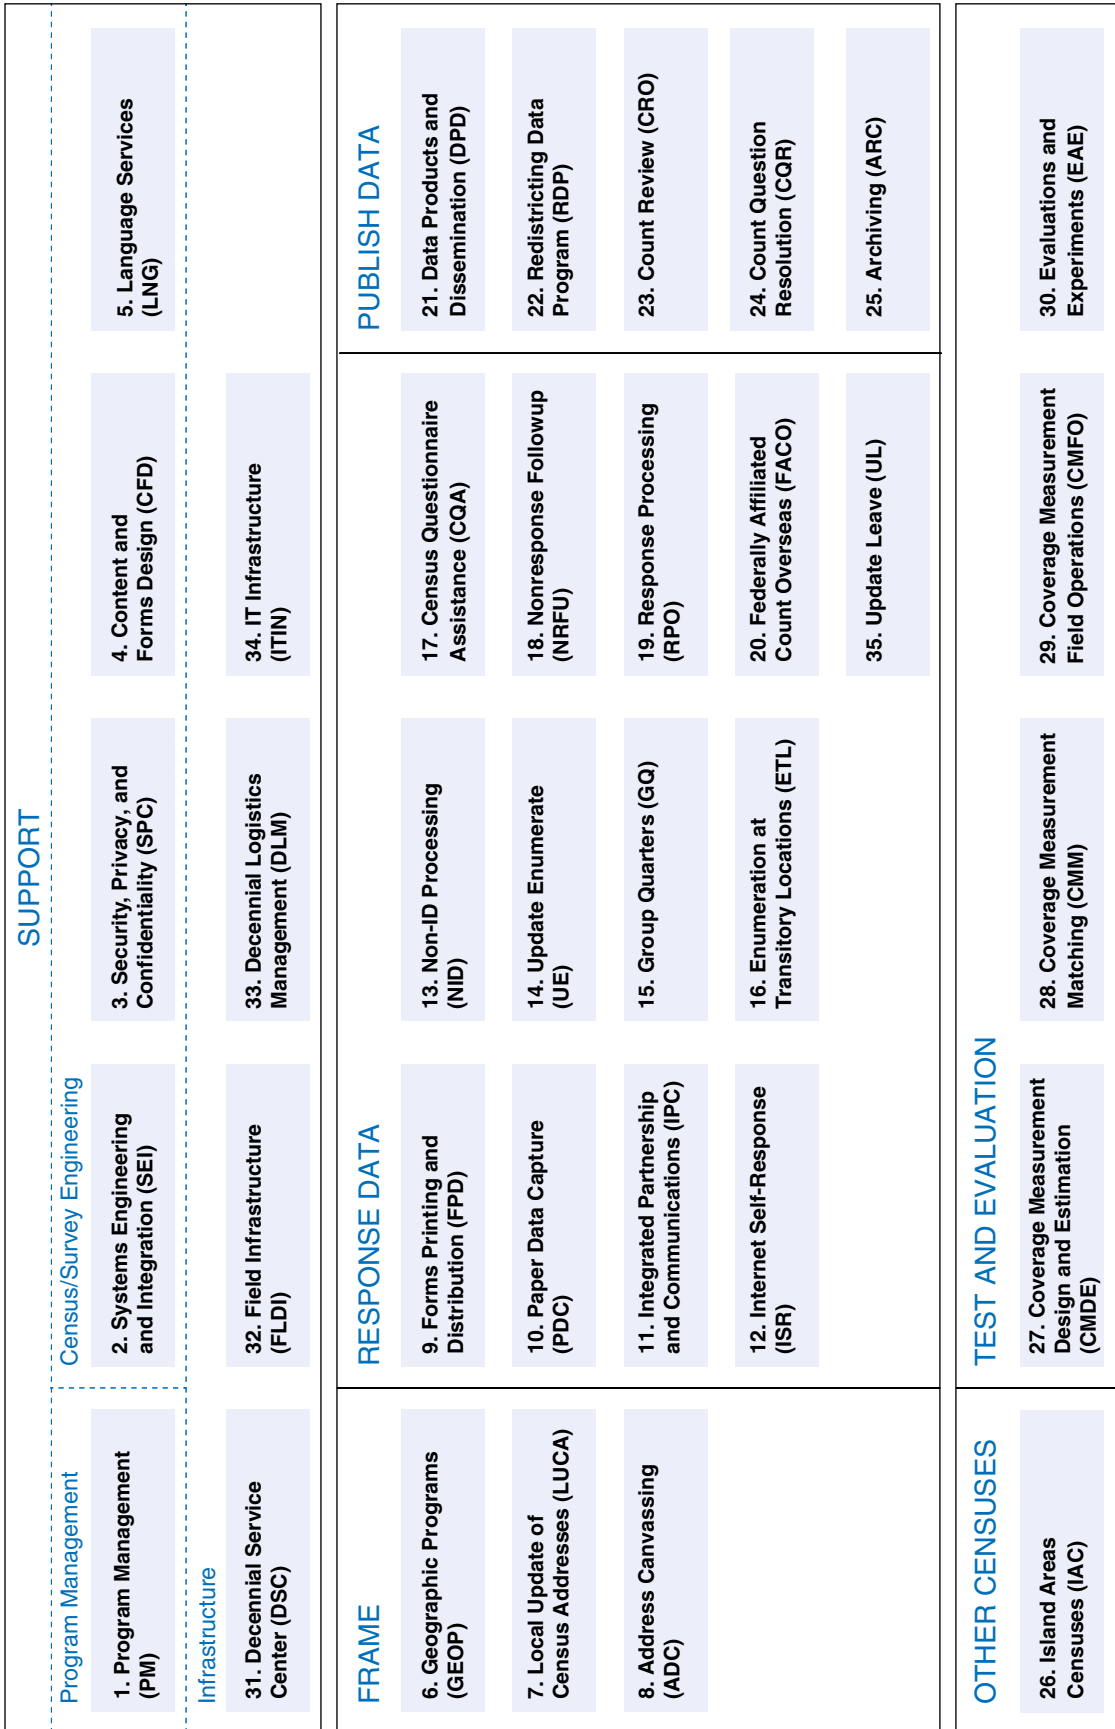 SUPPORT
Program Management
1. Program Management
(PM)
Census/Survey Engineering
2. Systems Engineering
and Integration (SEI)
3. Security, Privacy, and
Confidentiality (SPC)
4. Content and
Forms Design (CFD)
5. Language Services
(LNG)
Infrastructure
31. Decennial Service
Center (DSC)
32. Field Infrastructure
(FLDI)
33. Decennial Logistics
Management (DLM)
34. IT Infrastructure
(ITIN)
FRAME
6. Geographic Programs
(GEOP)
7. Local Update of
Census Addresses (LUCA)
8. Address Canvassing
(ADC)
RESPONSE DATA
9. Forms Printing and
Distribution (FPD)
10. Paper Data Capture
(PDC)
11. Integrated Partnership
and Communications (IPC)
12. Internet Self-Response
(ISR)
13. Non-ID Processing
(NID)
14. Update Enumerate
(UE)
15. Group Quarters (GQ)
16. Enumeration at
Transitory Locations (ETL)
17. Census Questionnaire
Assistance (CQA)
18. Nonresponse Followup
(NRFU)
19. Response Processing
(RPO)
20. Federally Affiliated
Count Overseas (FACO)
35. Update Leave (UL)
PUBLISH DATA
21. Data Products and
Dissemination (DPD)
22. Redistricting Data
Program (RDP)
23. Count Review (CRO)
24. Count Question
Resolution (CQR)
25. Archiving (ARC)
OTHER CENSUSES
26. Island Areas
Censuses (IAC)
TEST AND EVALUATION
27. Coverage Measurement
Design and Estimation
(CMDE)
28. Coverage Measurement
Matching (CMM)
29. Coverage Measurement
Field Operations (CMFO)
30. Evaluations and
Experiments (EAE)